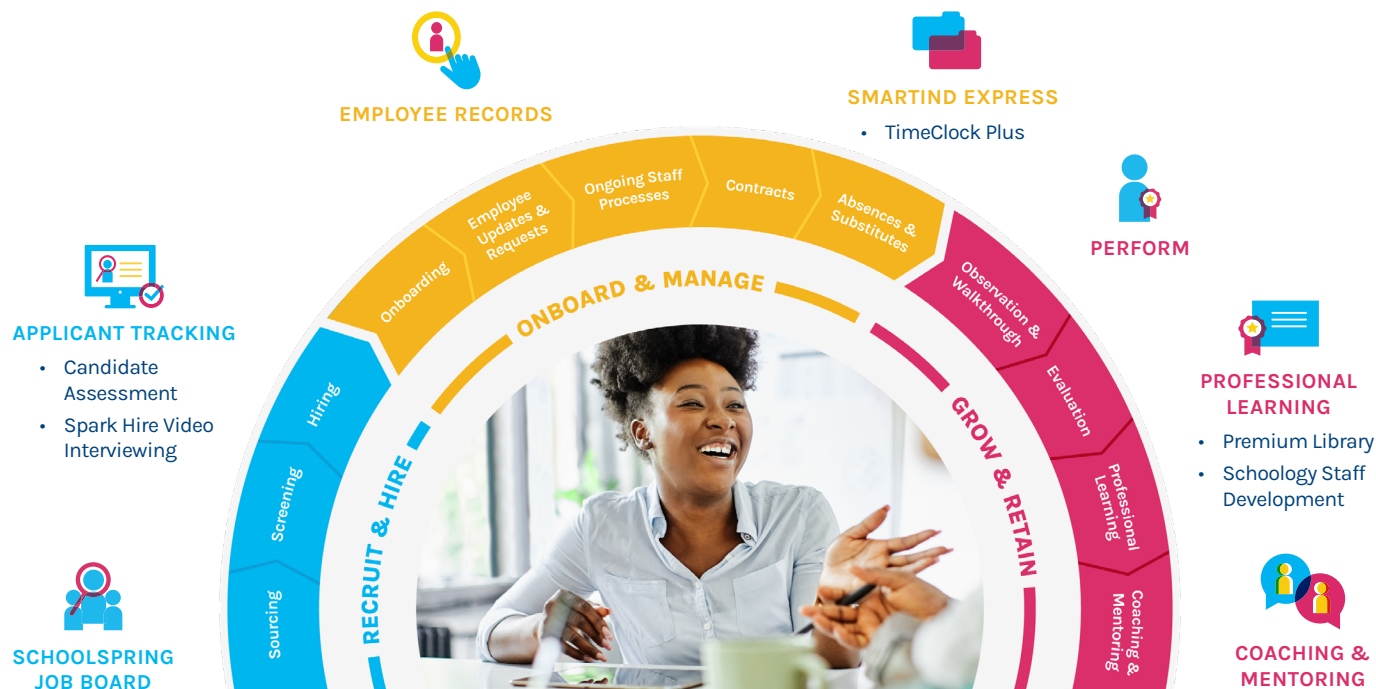 EMPLOYEE RECORDS
SMARTIND EXPRESS
• TimeClock Plus
PERFORM
APPLICANT TRACKING
• Candidate
Assessment
• Spark Hire Video
Interviewing
SCHOOLSPRING
JOB BOARD
PROFESSIONAL
LEARNING
• Premium Library
• Schoology Staff
Development
COACHING &
MENTORING
Sourcing
Screening
Hiring
Onboarding
Employee
Updates &
Requests
Ongoing Staff
Processes
Contracts
Absences &
Substitutes
Observation &
Walkthrough
Evaluation
Professional
Learning
Coaching &
Mentoring
RECRUIT & HIRE
ONBOARD & MANAGE
GROW & RETAIN